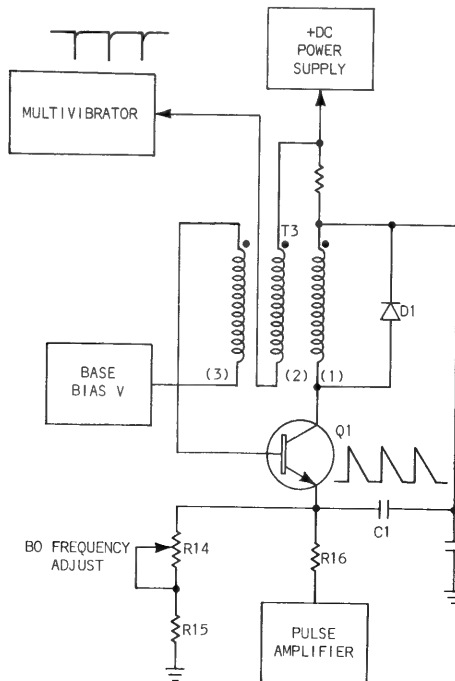 +DC
POWER
SUPPLY
MULTIVIBRATOR
T3
D1
(3)
(2)
(1)
BASE
BIAS V
Q1
C1
BO FREQUENCY
ADJUST
R14
R16
R15
PULSE
AMPLIFIER